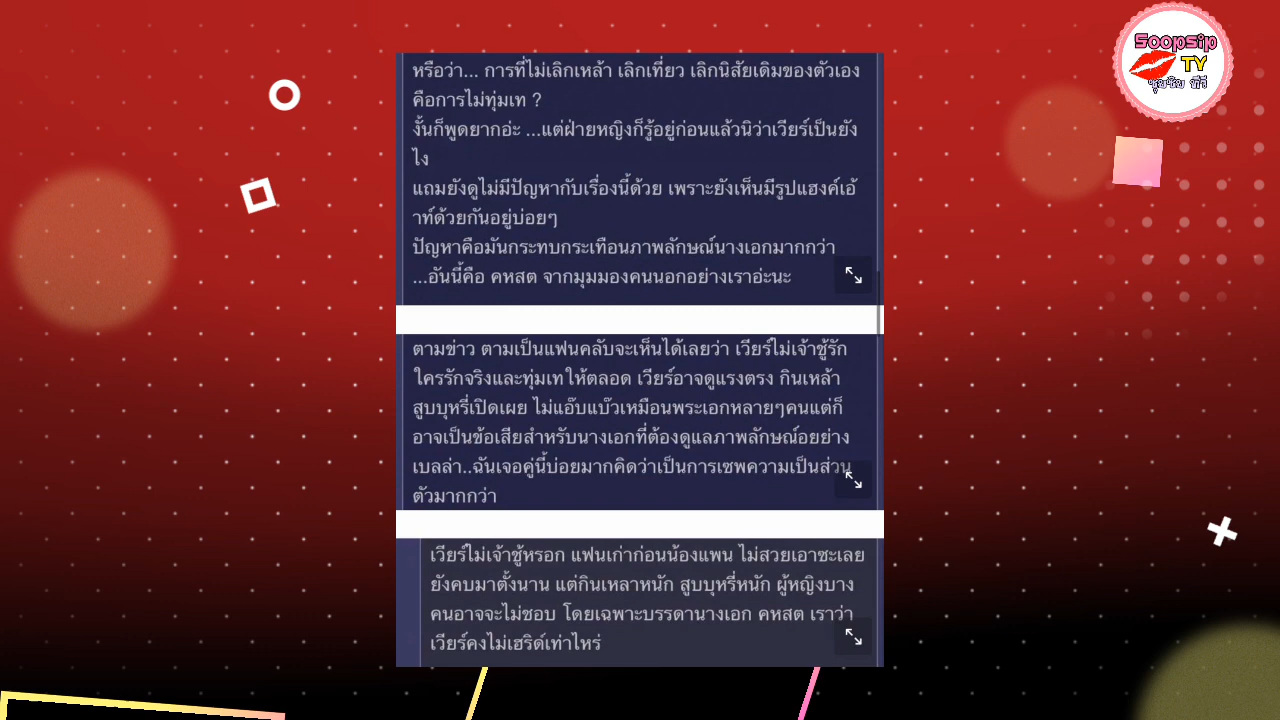 Soopsip
TY
ซุบซิบ ทีวี
หรือว่า... การที่ไม่เลิกเหล้า เลิกเที่ยว เลิกนิสัยเดิมของตัวเอง
คือการไม่ทุ่มเท ?
งั้นก็พูดยากอ่ะ ...แต่ฝ่ายหญิงก็รู้อยู่ก่อนแล้วนิว่าเวียร์เป็นยัง
ไง
แถมยังดูไม่มีปัญหากับเรื่องนี้ด้วย เพราะยังเห็นมีรูปแฮงค์เอ้
าท์ด้วยกันอยู่บ่อยๆ
ปัญหาคือมันกระทบกระเทือนภาพลักษณ์นางเอกมากกว่า
...อันนี้คือ คหสต จากมุมมองคนนอกอย่างเราอ่ะนะ
ตามข่าว ตามเป็นแฟนคลับจะเห็นได้เลยว่า เวียร์ไม่เจ้าชู้รัก
ใครรักจริงและทุ่มเทให้ตลอด เวียร์อาจดูแรงตรง กินเหล้า
สูบบุหรี่เปิดเผย ไม่แอ๊บแบ๊วเหมือนพระเอกหลายๆคนแต่ก็
อาจเป็นข้อเสียสำหรับนางเอกที่ต้องดูแลภาพลักษณ์อยย่าง
เบลล่า..ฉันเจอคู่นี้บ่อยมากคิดว่าเป็นการเซพความเป็นส่วน
ตัวมากกว่า
เวียร์ไม่เจ้าชู้หรอก แฟนเก่าก่อนน้องแพน ไม่สวยเอาซะเลย
ยังคบมาตั้งนาน แต่กินเหลาหนัก สูบบุหรี่หนัก ผู้หญิงบาง
คนอาจจะไม่ชอบ โดยเฉพาะบรรดานางเอก คหสต เราว่า
เวียร์คงไม่เฮริด์เท่าไหร่